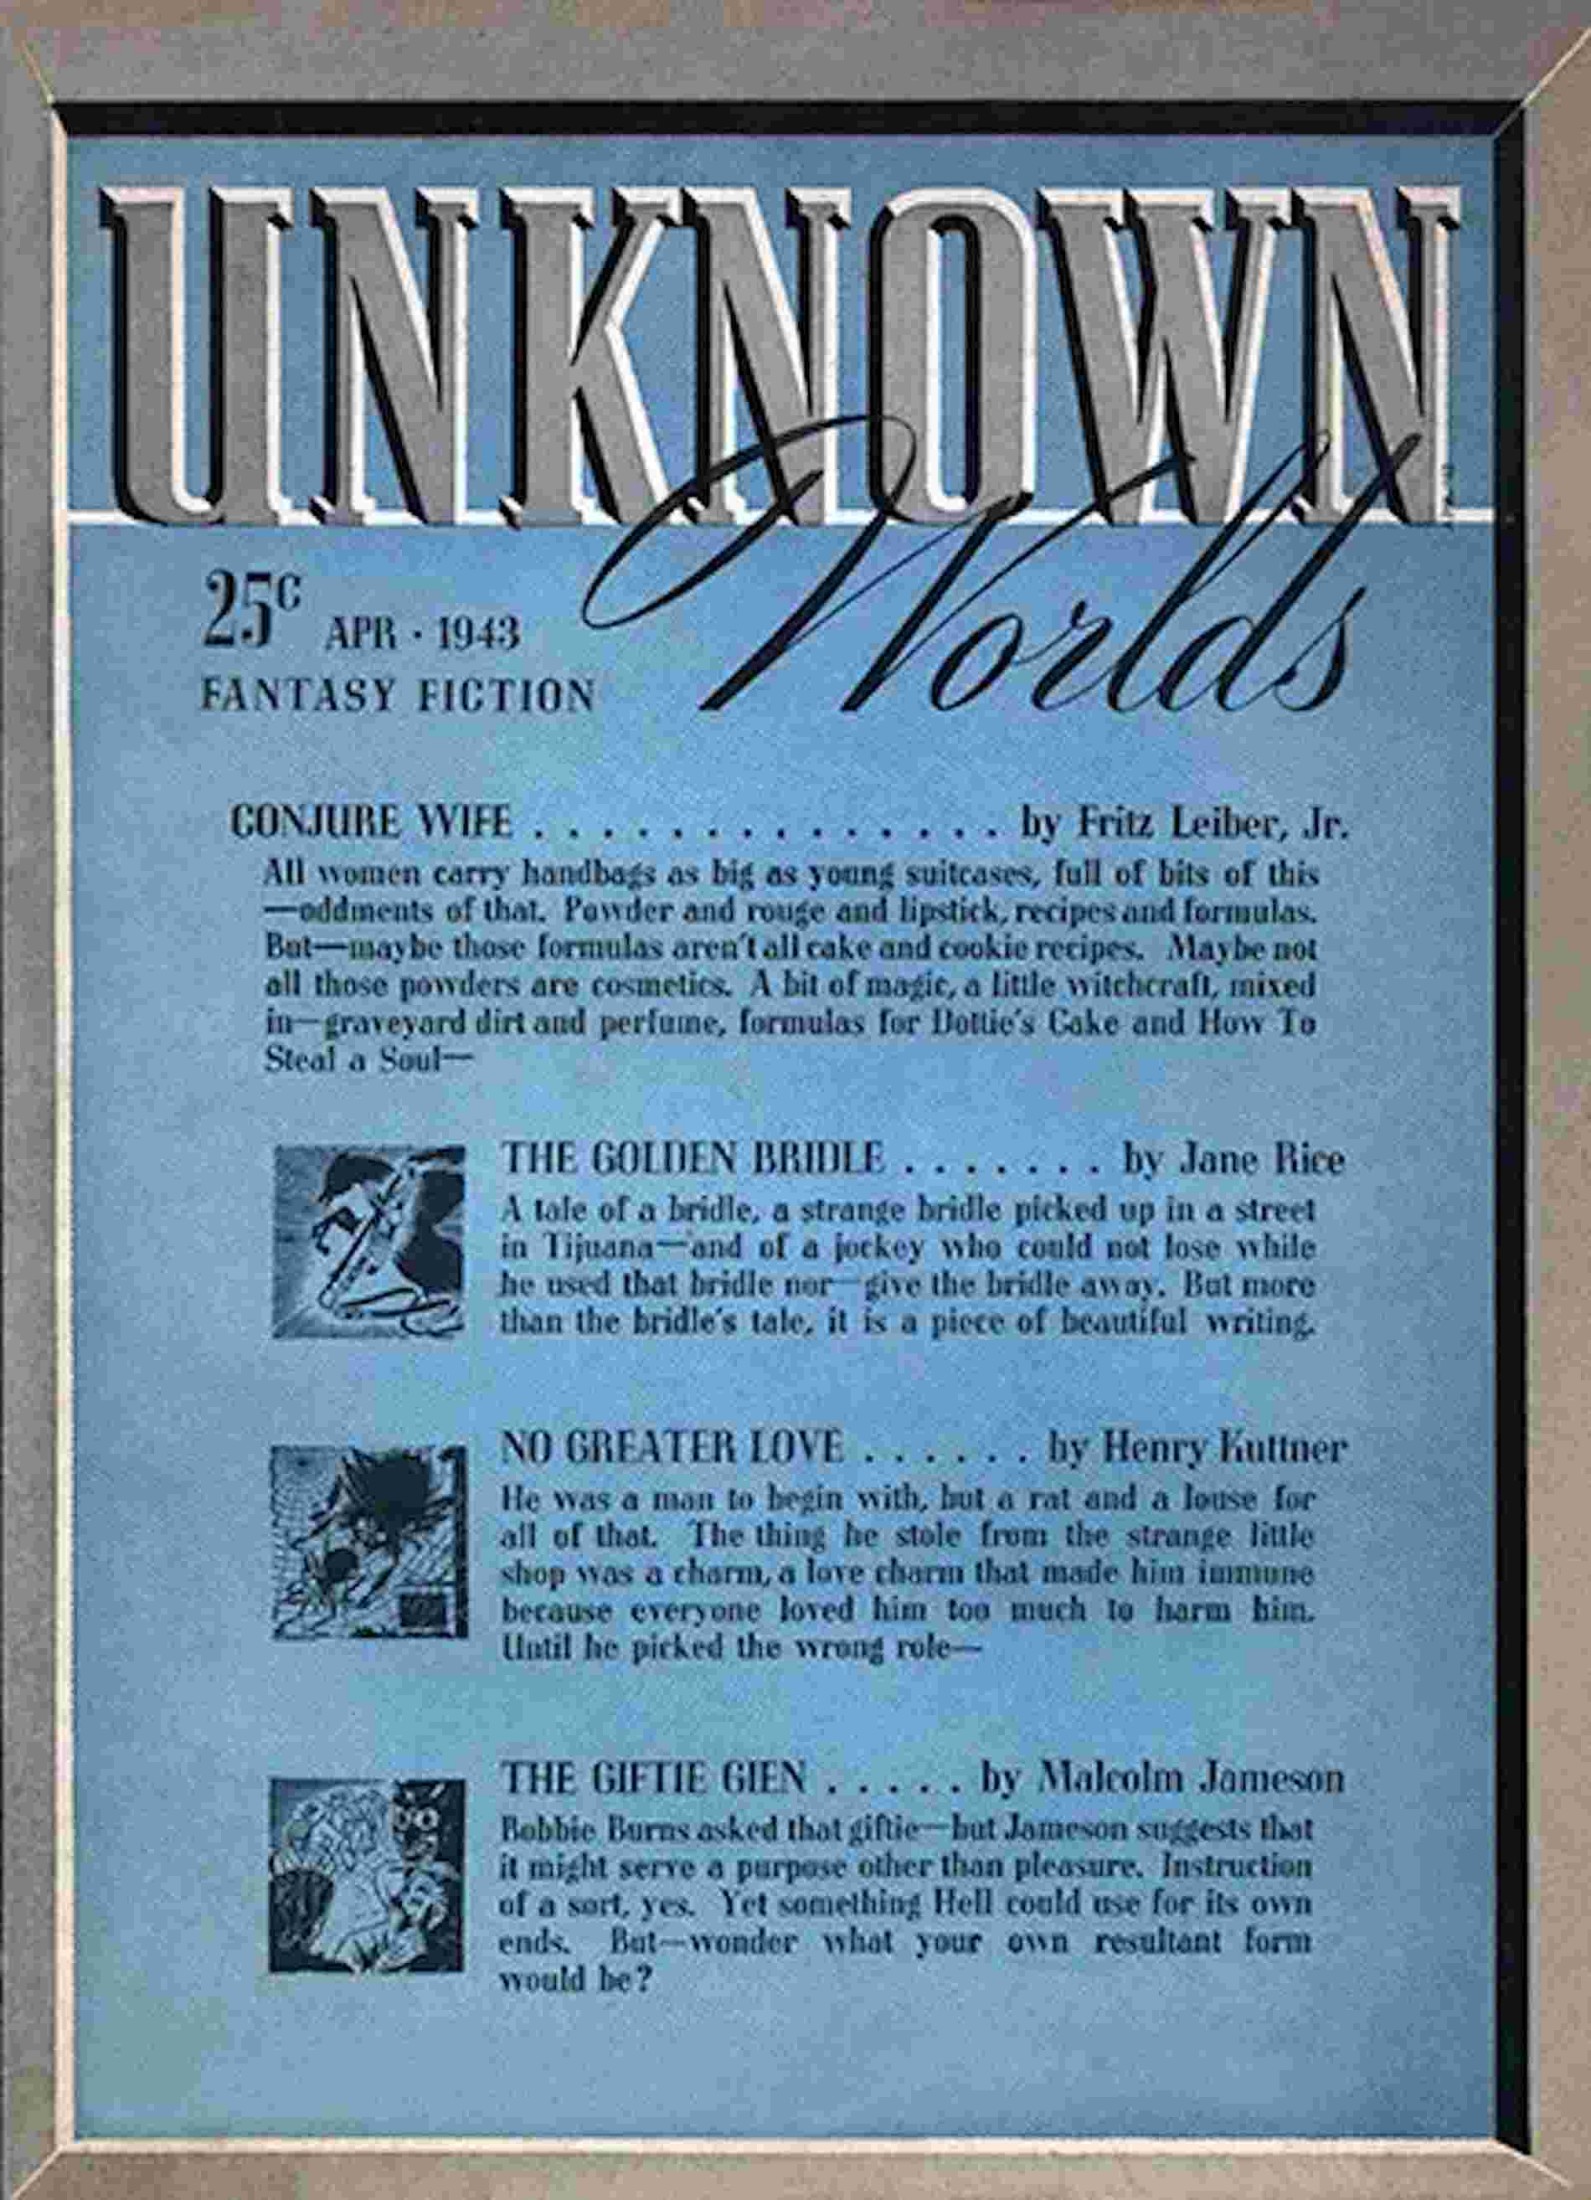 UNKNOWN
Worlds
25c APR · 1943
FANTASY FICTION
CONJURE WIFE . . . . . . . . . . . . . . . by Fritz Leiber, Jr.
All women carry handbags as big as young suitcases, full of bits of this
—oddments of that. Powder and rouge and lipstick, recipes and formulas.
But—maybe those formulas aren't all cake and cookie recipes. Maybe not
all those powders are cosmetics. A bit of magic, a little witchcraft, mixed
in—graveyard dirt and perfume, formulas for Dottie's Cake and How To
Steal a Soul—
THE GOLDEN BRIDLE . . . . . . . by Jane Rice
A tale of a bridle, a strange bridle picked up in a street
in Tijuana—and of a jockey who could not lose while
he used that bridle nor—give the bridle away. But more
than the bridle's tale, it is a piece of beautiful writing.
NO GREATER LOVE . . . . . . by Henry Kuttner
He was a man to begin with, but a rat and a louse for
all of that. The thing he stole from the strange little
shop was a charm, a love charm that made him immune
because everyone loved him too much to harm him.
Until he picked the wrong role—
THE GIFTIE GIEN . . . . . by Malcolm Jameson
Bobbie Burns asked that giftie—but Jameson suggests that
it might serve a purpose other than pleasure. Instruction
of a sort, yes. Yet something Hell could use for its own
ends. But—wonder what your own resultant form
would be?